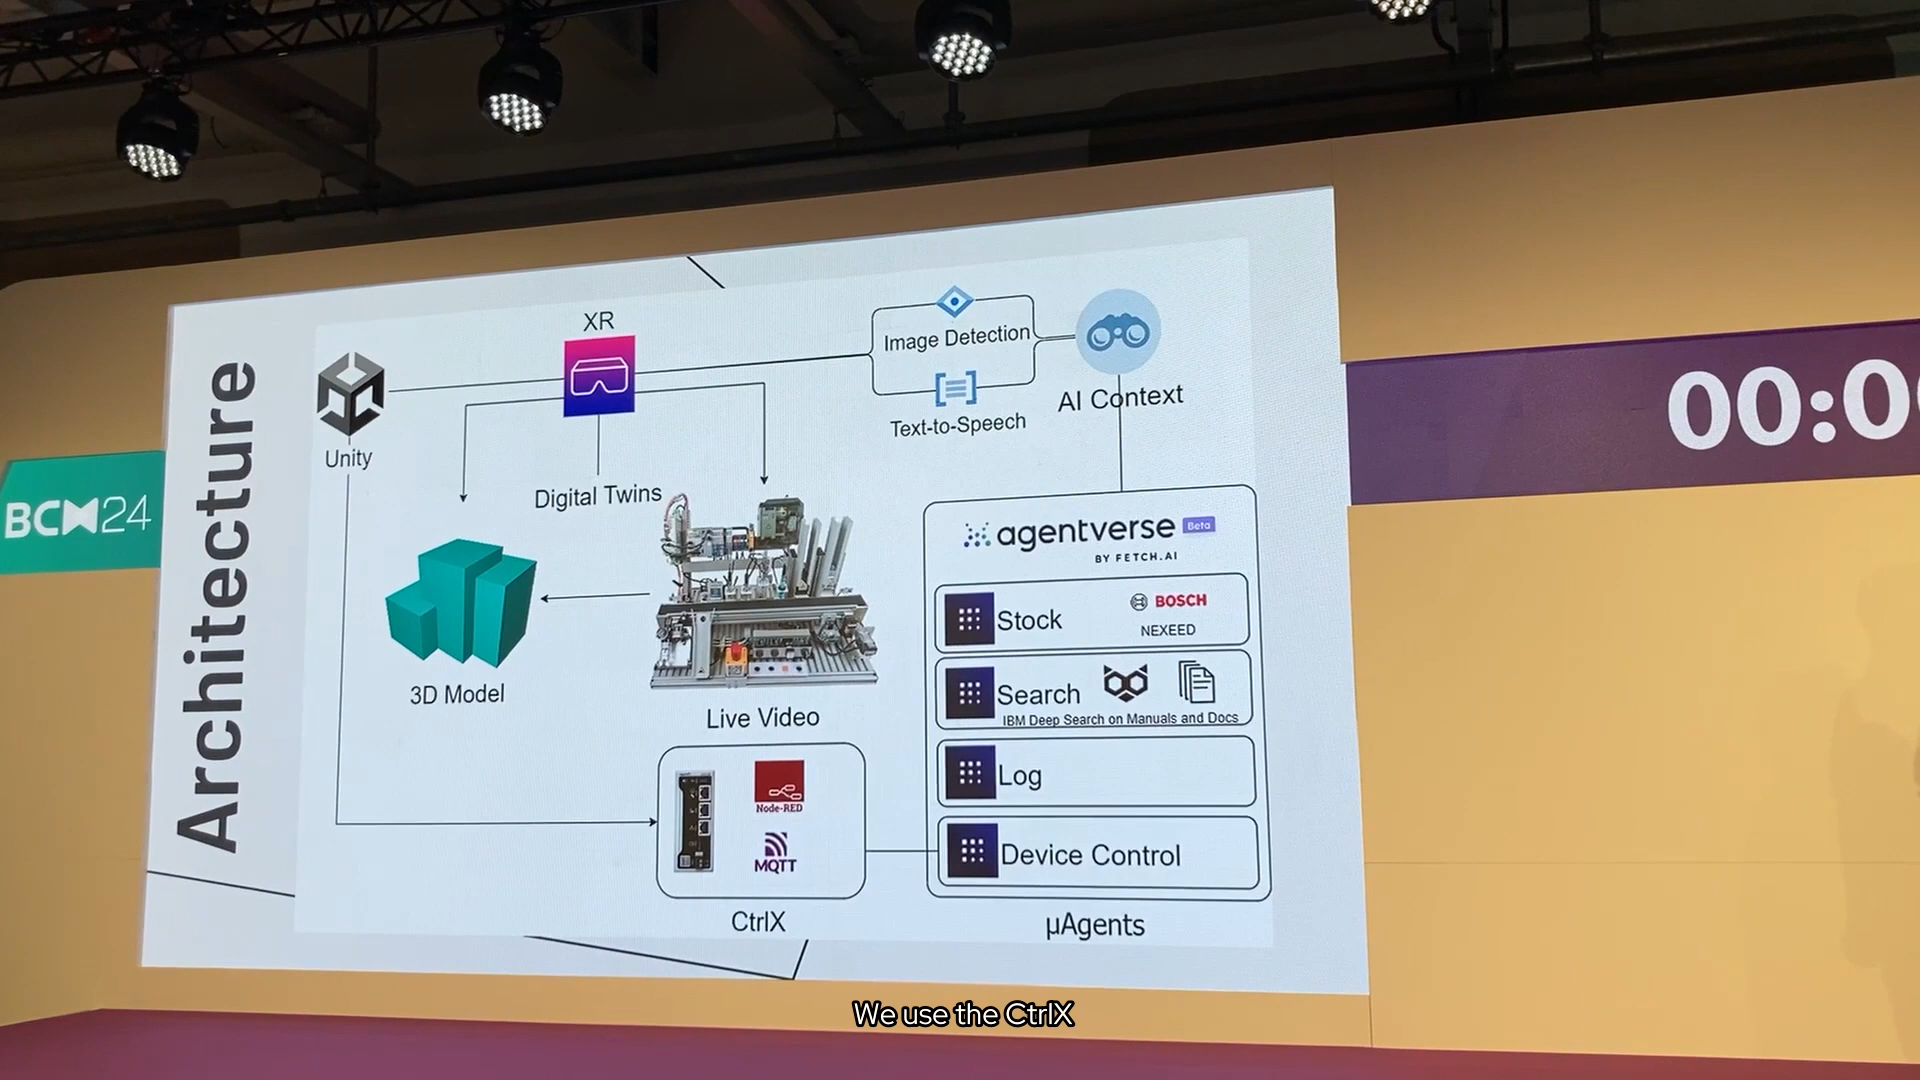 Architecture
XR
Unity
Digital Twins
3D Model
Live Video
Image Detection
Text-to-Speech
AI Context
agentverse Beta
BY FETCH.AI
Stock
BOSCH
NEXEED
Search
IBM Deep Search on Manuals and Docs
Log
Device Control
µAgents
Node-RED
MQTT
CtrlX
BCX24
00:0
We use the CtrlX